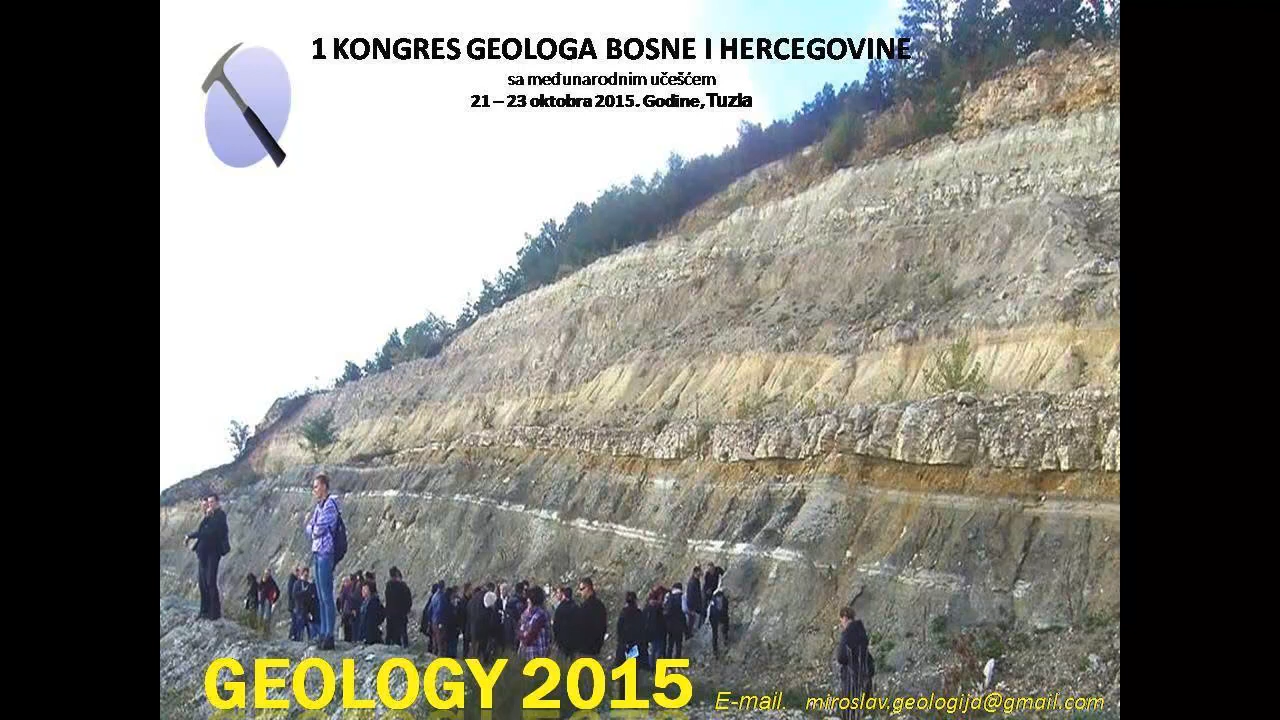 1 KONGRES GEOLOGA BOSNE I HERCEGOVINE
sa međunarodnim učešćem
21 – 23 oktobra 2015. Godine, Tuzla
GEOLOGY 2015
E-mail. miroslav.geologija@gmail.com